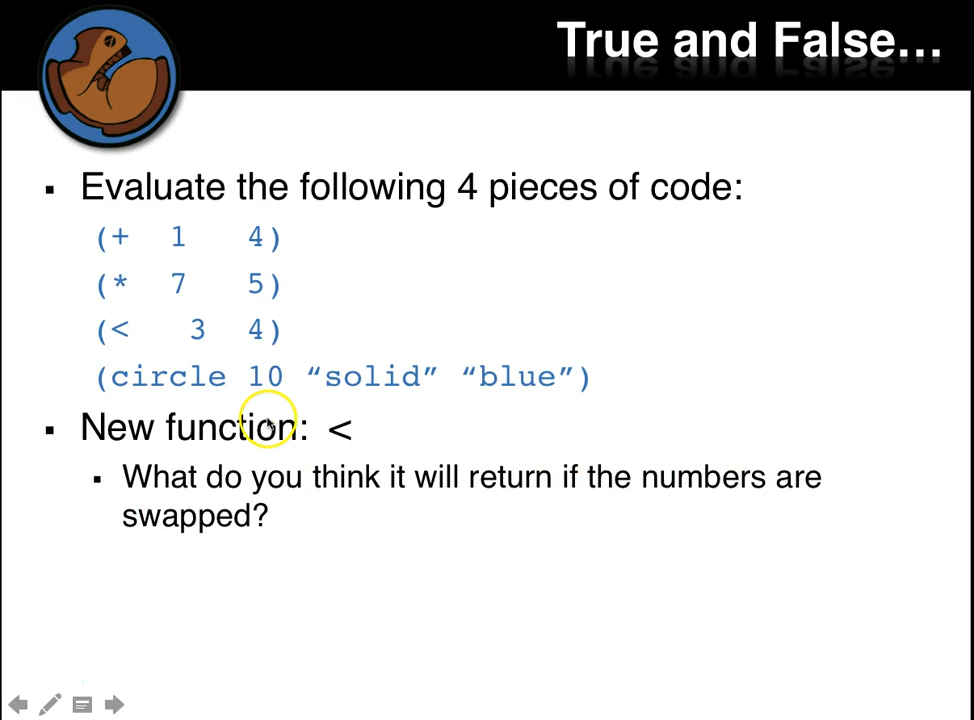 True and False…
▪ Evaluate the following 4 pieces of code:
(+ 1 4)
(* 7 5)
(< 3 4)
(circle 10 “solid” “blue”)
▪ New function: <
▪ What do you think it will return if the numbers are
swapped?